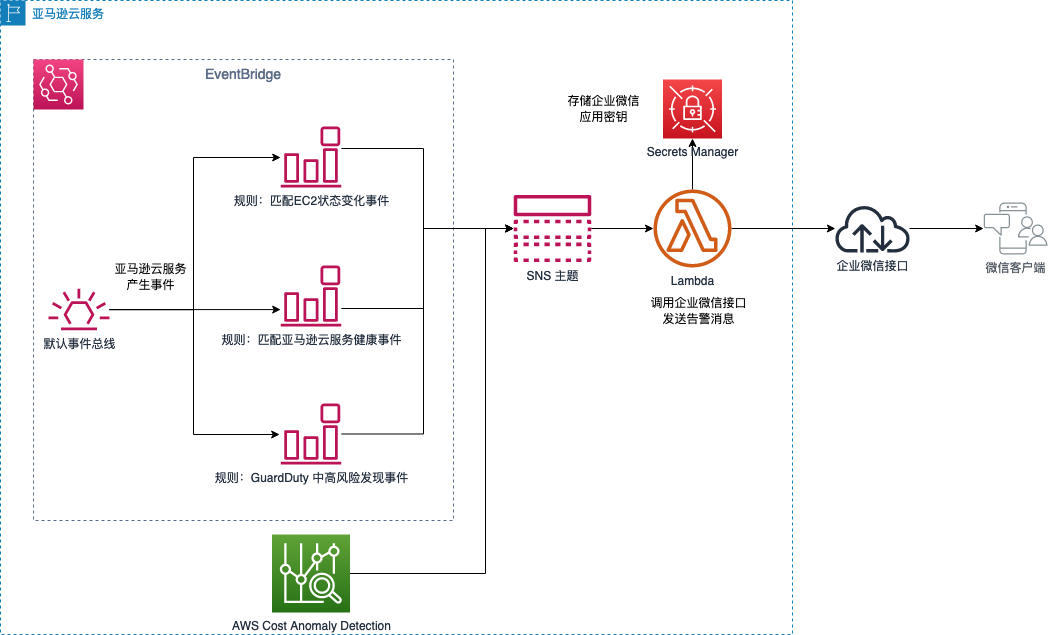 亚马逊云服务
EventBridge
存储企业微信
应用密钥
Secrets Manager
规则：匹配EC2状态变化事件
亚马逊云服务
产生事件
默认事件总线
规则：匹配亚马逊云服务健康事件
规则：GuardDuty 中高风险发现事件
SNS 主题
Lambda
调用企业微信接口
发送告警消息
企业微信接口
微信客户端
AWS Cost Anomaly Detection